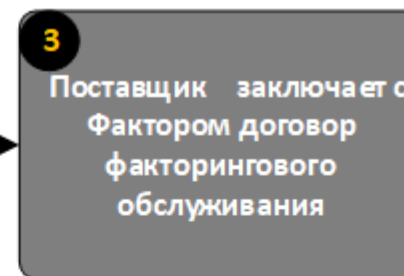 3
Поставщик заключает с
Фактором договор
факторингового
обслуживания